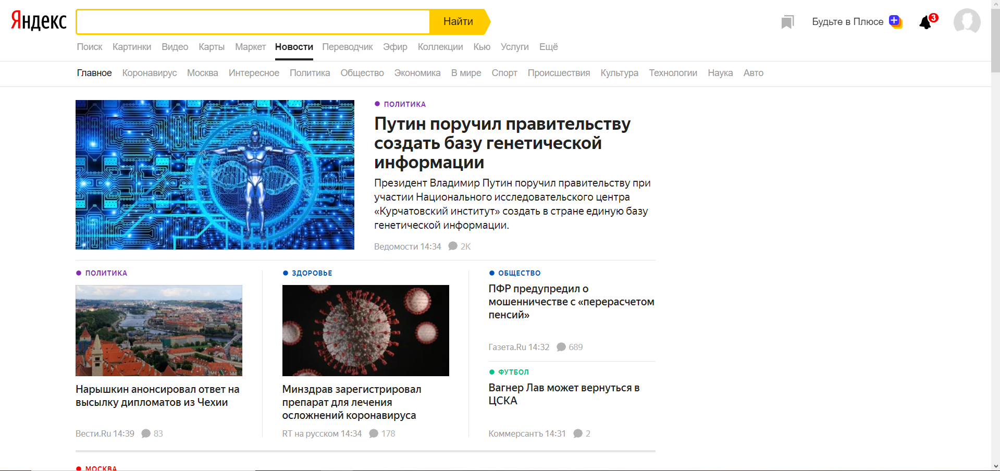 Яндекс
Найти
Будьте в Плюсе
3
Поиск Картинки Видео Карты Маркет Новости Переводчик Эфир Коллекции Кью Услуги Ещё
Главное Коронавирус Москва Интересное Политика Общество Экономика В мире Спорт Происшествия Культура Технологии Наука Авто
ПОЛИТИКА
Путин поручил правительству
создать базу генетической
информации
Президент Владимир Путин поручил правительству при
участии Национального исследовательского центра
«Курчатовский институт» создать в стране единую базу
генетической информации.
Ведомости 14:34 2К
ПОЛИТИКА
Нарышкин анонсировал ответ на
высылку дипломатов из Чехии
Вести.Ru 14:39 83
ЗДОРОВЬЕ
Минздрав зарегистрировал
препарат для лечения
осложнений коронавируса
RT на русском 14:34 178
ОБЩЕСТВО
ПФР предупредил о
мошенничестве с «перерасчетом
пенсий»
Газета.Ru 14:32 689
ФУТБОЛ
Вагнер Лав может вернуться в
ЦСКА
Коммерсантъ 14:31 2
МОСКВА